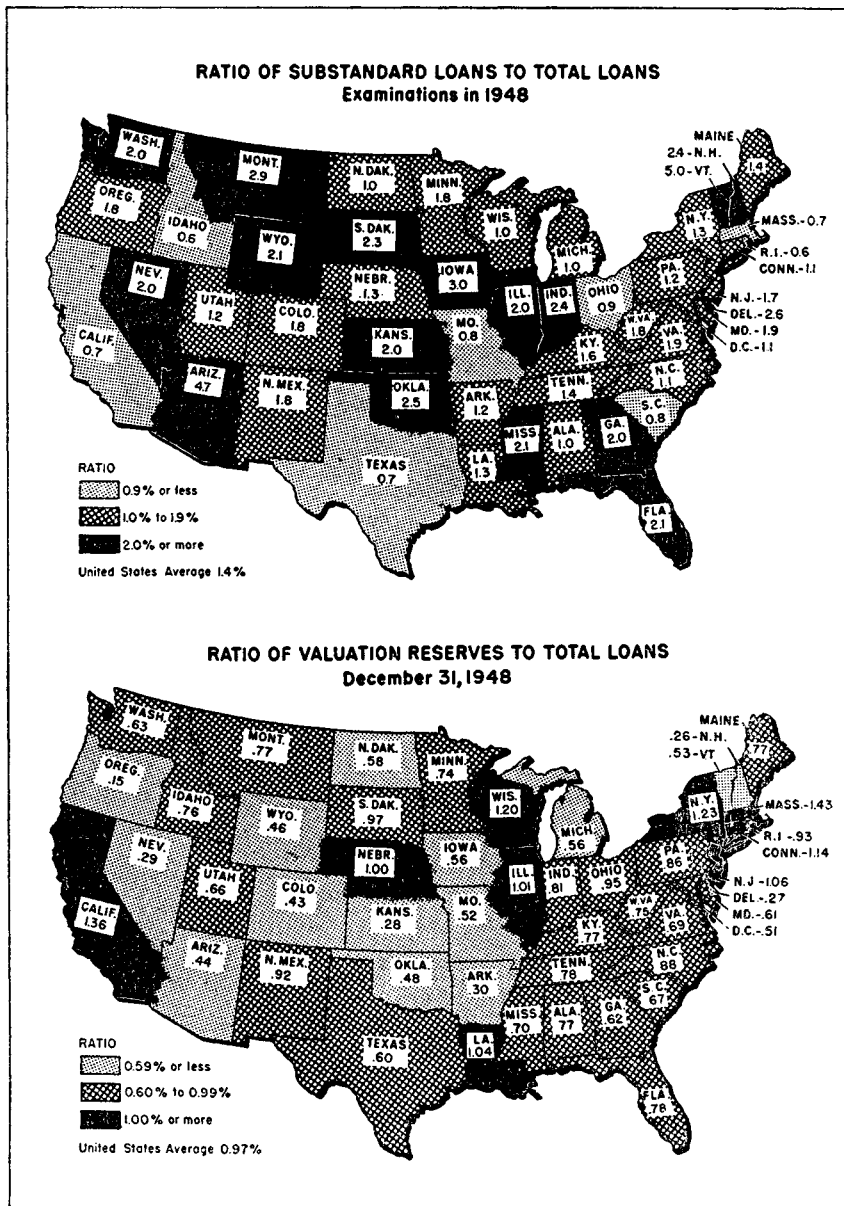 RATIO OF SUBSTANDARD LOANS TO TOTAL LOANS
Examinations in 1948
WASH.
2.0
MONT.
2.9
N. DAK.
1.0
MINN.
1.8
OREG.
1.8
IDAHO
0.6
WYO.
2.1
S. DAK.
2.3
WIS.
1.0
MICH.
1.0
MAINE
1.4
2.4-N.H.
5.0-VT.
N.Y.
1.3
MASS.-0.7
R.I.-0.6
CONN.-1.1
NEV.
2.0
UTAH
1.2
COLO.
1.8
NEBR.
1.3
IOWA
3.0
ILL.
2.0
IND.
2.4
OHIO
0.9
PA.
1.2
N.J.-1.7
DEL.-2.6
MD.-1.9
D.C.-1.1
CALIF.
0.7
KANS.
2.0
MO.
0.8
KY.
1.6
W.VA.
1.8
VA.
1.9
ARIZ.
4.7
N. MEX.
1.8
OKLA.
2.5
ARK.
1.2
TENN.
1.4
N.C.
1.1
S.C.
0.8
TEXAS
0.7
LA.
1.3
MISS.
2.1
ALA.
1.0
GA.
2.0
FLA.
2.1
RATIO
0.9% or less
1.0% to 1.9%
2.0% or more
United States Average 1.4%
RATIO OF VALUATION RESERVES TO TOTAL LOANS
December 31, 1948
WASH.
.63
MONT.
.77
N. DAK.
.58
MINN.
.74
OREG.
.15
IDAHO
.76
WYO.
.46
S. DAK.
.97
WIS.
1.20
MICH.
.56
MAINE
.77
.26-N.H.
.53-VT
N.Y.
1.23
MASS.-1.43
R.I.-.93
CONN.-1.14
NEV.
.29
UTAH
.66
COLO.
.43
NEBR.
1.00
IOWA
.56
ILL.
1.01
IND.
.81
OHIO
.95
PA.
.86
N.J.-1.06
DEL.-.27
MD.-.61
D.C.-.51
CALIF.
1.36
KANS.
.28
MO.
.52
KY.
.77
W.VA.
.75
VA.
.69
ARIZ.
.44
N. MEX.
.92
OKLA.
.48
ARK.
.30
TENN.
.78
N.C.
.88
S.C.
.67
TEXAS
.60
LA.
1.04
MISS.
.70
ALA.
.77
GA.
.62
FLA.
.78
RATIO
0.59% or less
0.60% to 0.99%
1.00% or more
United States Average 0.97%